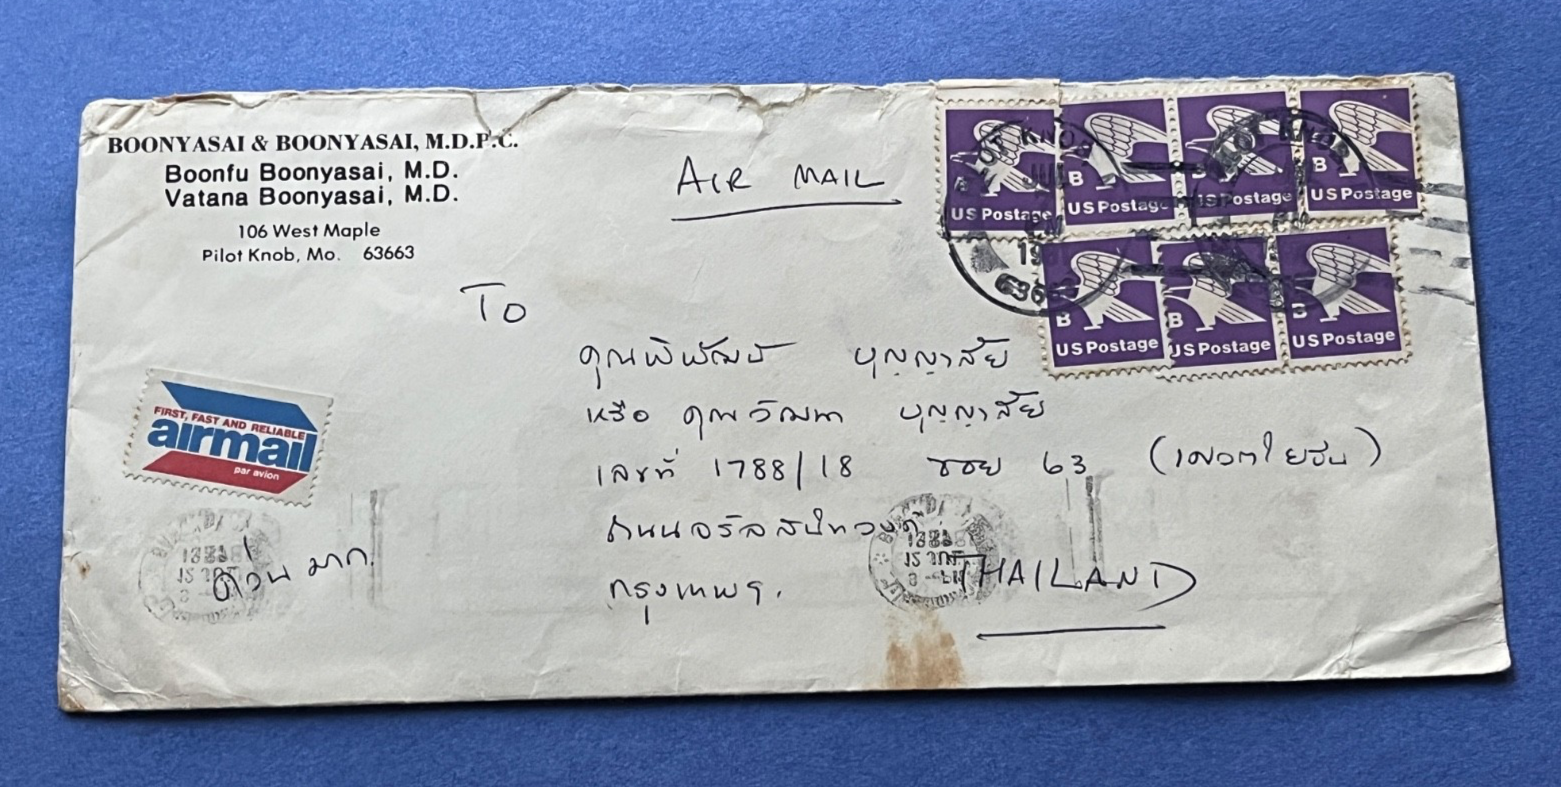 BOONYASAI & BOONYASAI, M.D.P.C.
Boonfu Boonyasai, M.D.
Vatana Boonyasai, M.D.
106 West Maple
Pilot Knob, Mo. 63663
AIR MAIL
US Postage
B US Postage
US Postage
B US Postage
B US Postage
B US Postage
B US Postage
PILOT KNOB
63663
To
คุณพิพัฒน์ บุญญาสัย
หรือ คุณวัฒนา บุญญาสัย
เลขที่ 1788/18 ซอย 63
ถนนจรัลสนิทวงศ์
กรุงเทพฯ.
THAILAND
FIRST, FAST AND RELIABLE
airmail
par avion
ด่วน มาก.